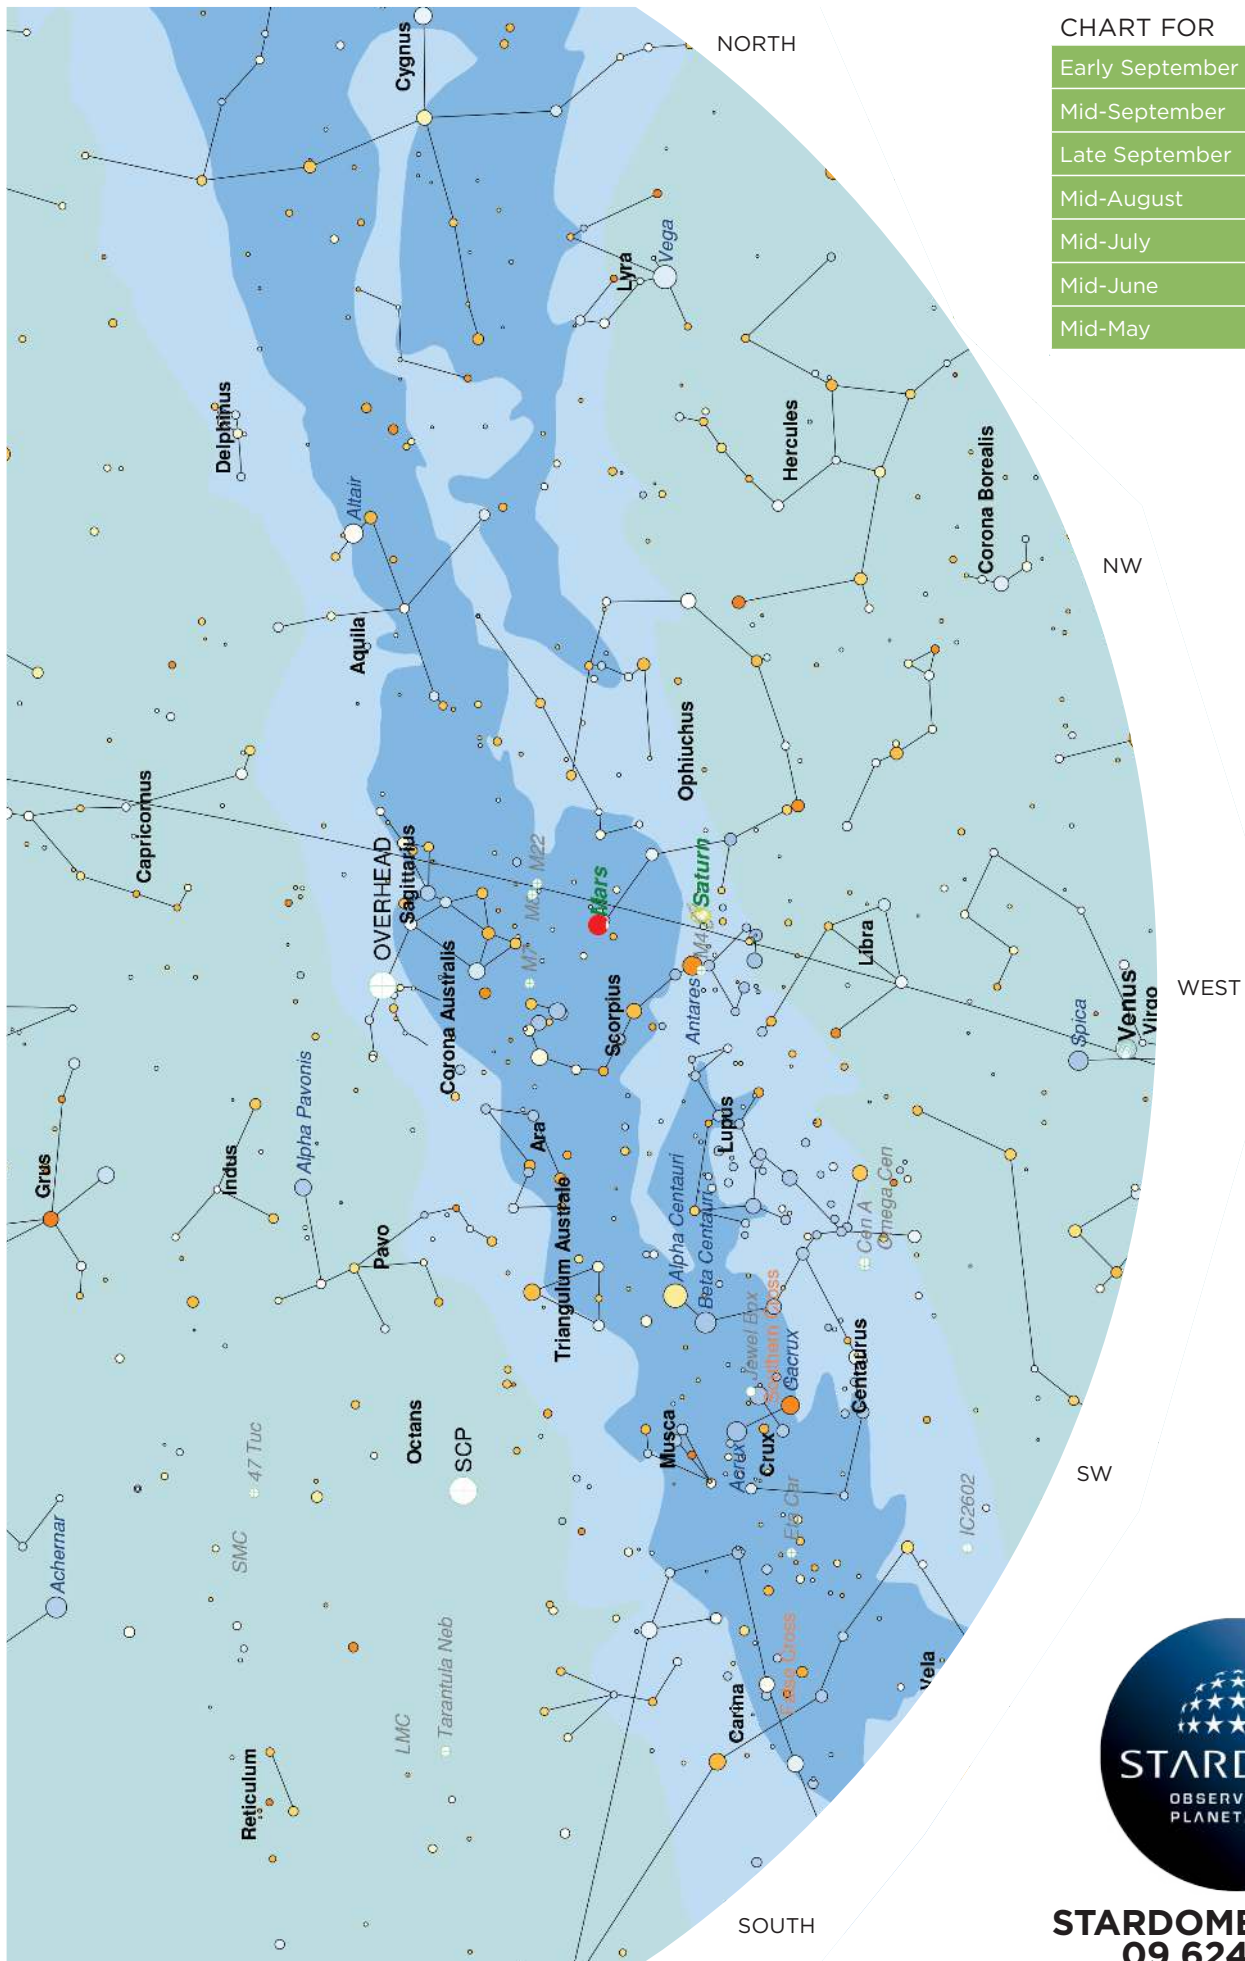 NORTH
CHART FOR
Early September
Mid-September
Late September
Mid-August
Mid-July
Mid-June
Mid-May
Cygnus
Lyra
Vega
Delphinus
Altair
Hercules
Corona Borealis
NW
Aquila
Ophiuchus
Capricornus
OVERHEAD
Sagittarius
M22
Mars
Saturn
M7
M4
Corona Australis
Scorpius
Antares
Libra
WEST
Venus
Virgo
Spica
Grus
Indus
Alpha Pavonis
Pavo
Ara
Triangulum Australe
Lupus
Alpha Centauri
Beta Centauri
Cen A
Omega Cen
Jewel Box
Southern Cross
Gacrux
Centaurus
Octans
SCP
Musca
Acrux
Crux
SW
47 Tuc
SMC
Achernar
Eta Car
IC2602
Tarantula Neb
LMC
False Cross
Carina
Vela
Reticulum
SOUTH
STARD
OBSERV
PLANET
STARDOME
09 624